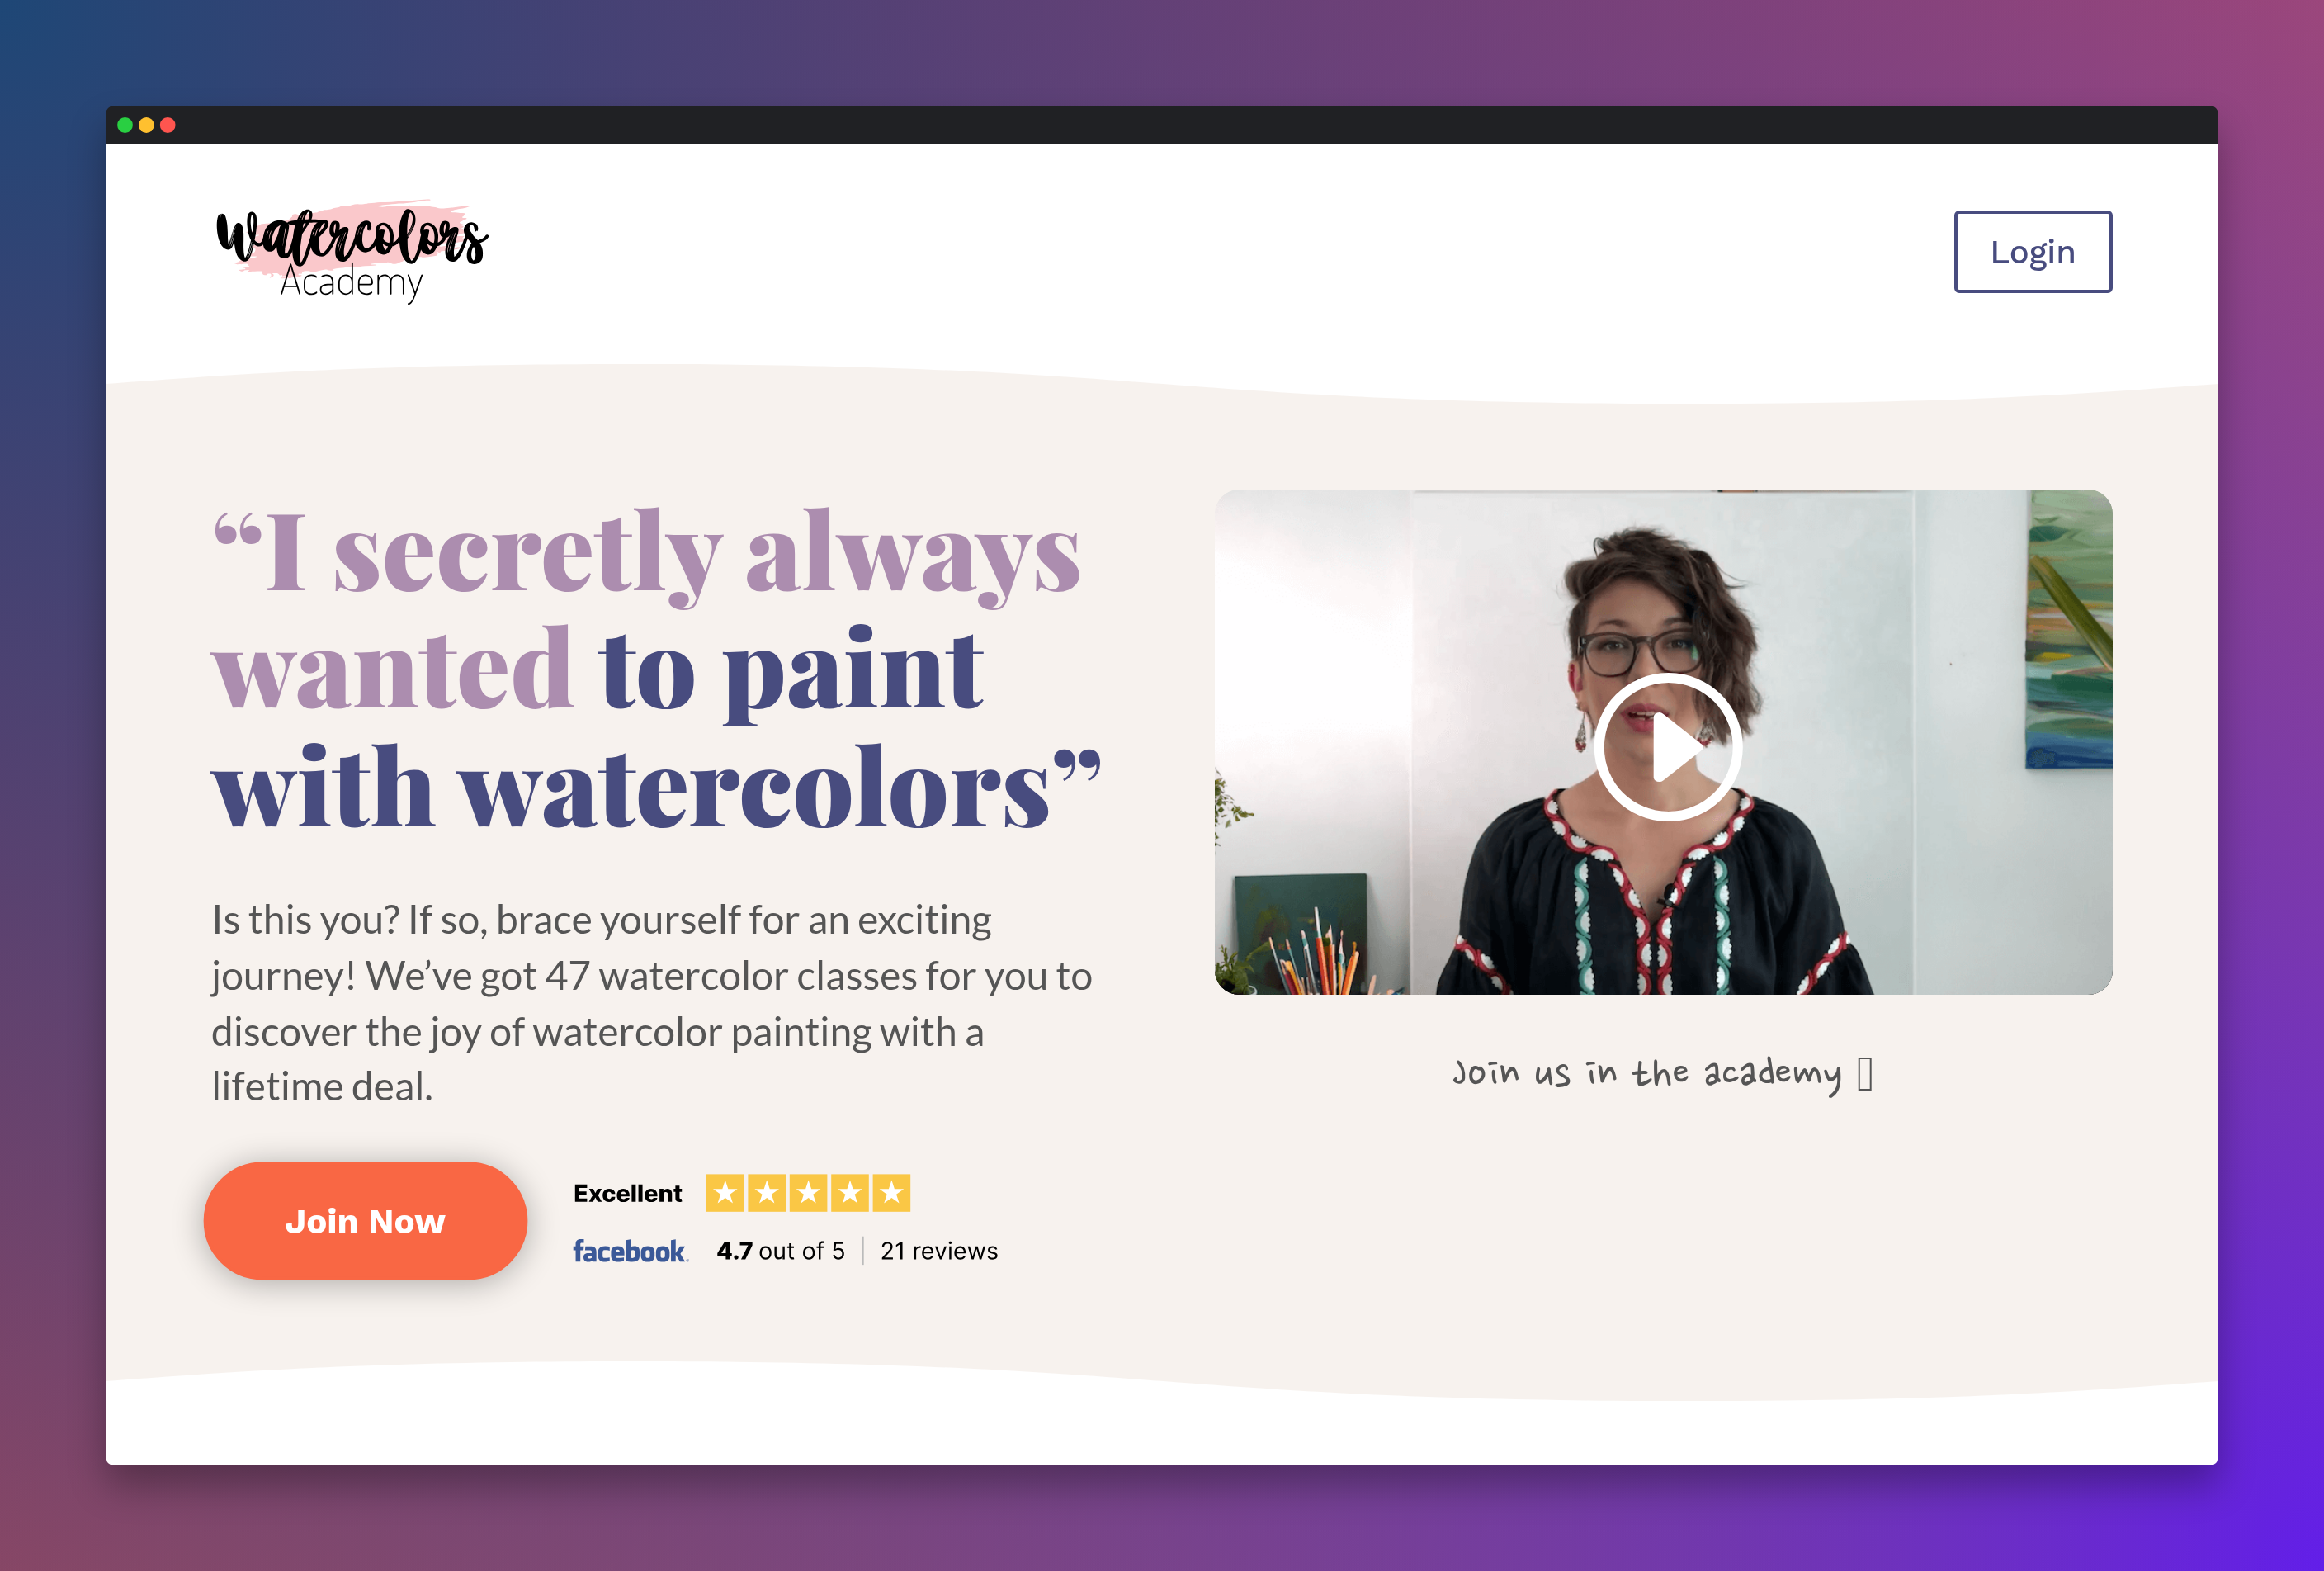 Watercolors
Academy
Login
“I secretly always
wanted to paint
with watercolors”
Is this you? If so, brace yourself for an exciting
journey! We’ve got 47 watercolor classes for you to
discover the joy of watercolor painting with a
lifetime deal.
Join us in the academy
Join Now
Excellent
facebook.
4.7 out of 5 | 21 reviews